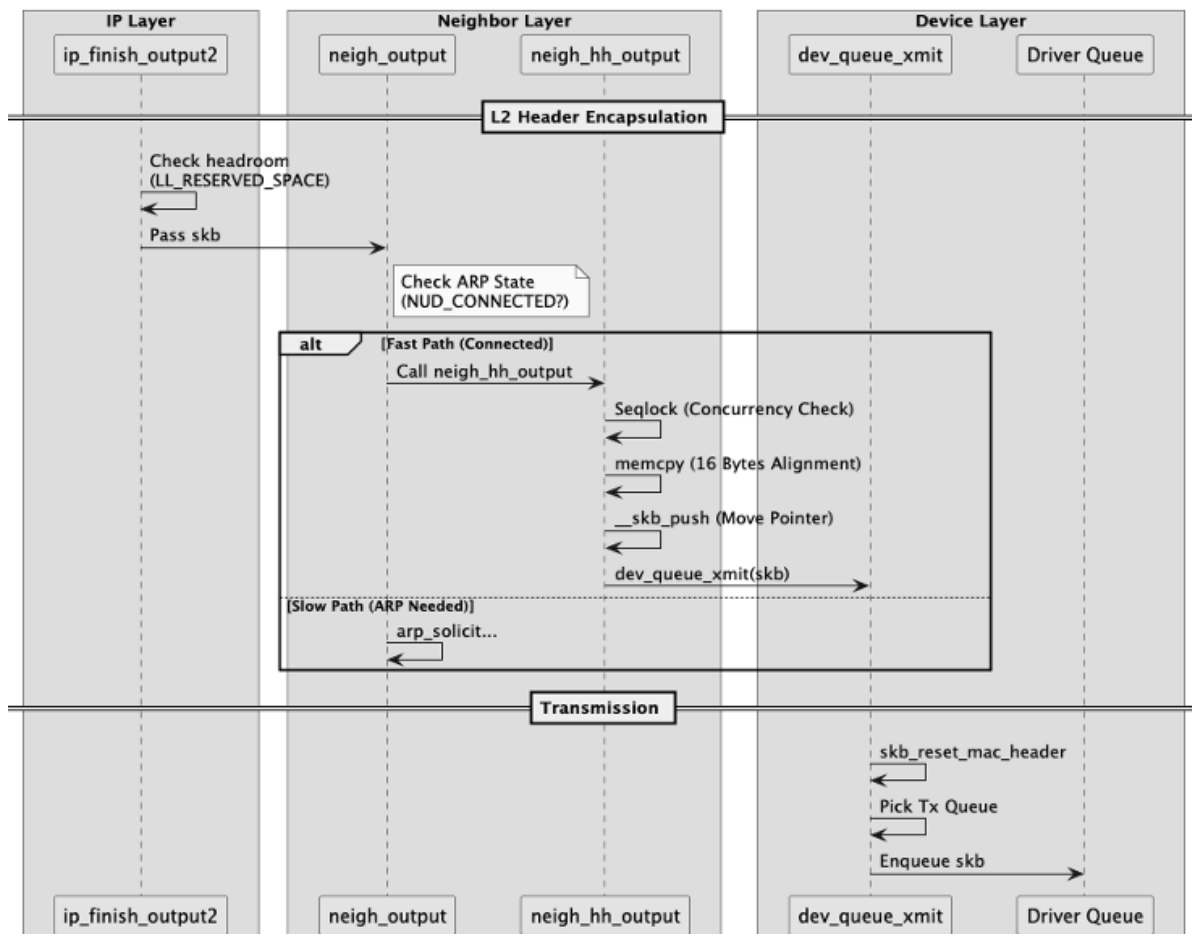 IP Layer
Neighbor Layer
Device Layer
ip_finish_output2
neigh_output
neigh_hh_output
dev_queue_xmit
Driver Queue
L2 Header Encapsulation
Check headroom
(LL_RESERVED_SPACE)
Pass skb
Check ARP State
(NUD_CONNECTED?)
alt
[Fast Path (Connected)]
Call neigh_hh_output
Seqlock (Concurrency Check)
memcpy (16 Bytes Alignment)
__skb_push (Move Pointer)
dev_queue_xmit(skb)
[Slow Path (ARP Needed)]
arp_solicit...
Transmission
skb_reset_mac_header
Pick Tx Queue
Enqueue skb
ip_finish_output2
neigh_output
neigh_hh_output
dev_queue_xmit
Driver Queue